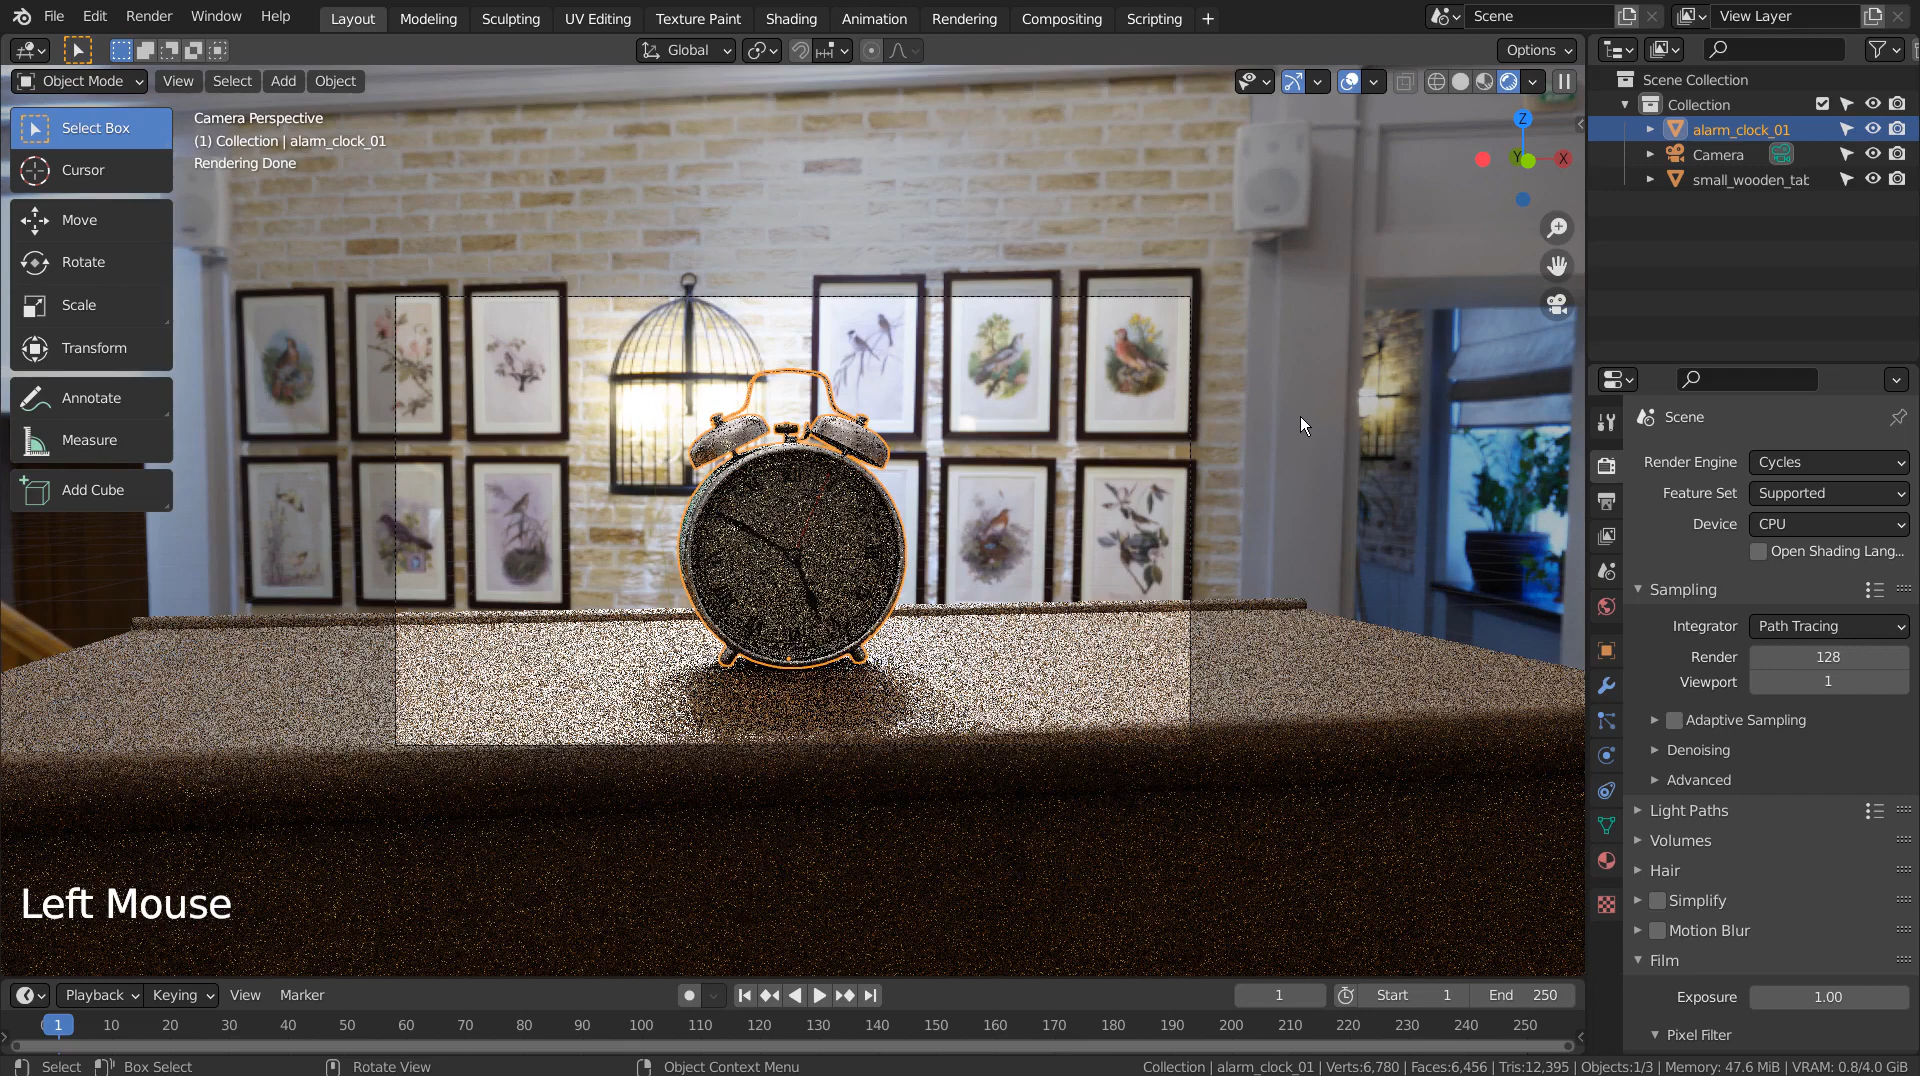 File Edit Render Window Help Layout Modeling Sculpting UV Editing Texture Paint Shading Animation Rendering Compositing Scripting + Scene View Layer
Global Options
Object Mode View Select Add Object
Scene Collection
Collection
alarm_clock_01
Camera
small_wooden_tab
Select Box
Cursor
Move
Rotate
Scale
Transform
Annotate
Measure
Add Cube
Camera Perspective
(1) Collection | alarm_clock_01
Rendering Done
Z
Y
X
Scene
Render Engine Cycles
Feature Set Supported
Device CPU
Open Shading Lang...
Sampling
Integrator Path Tracing
Render 128
Viewport 1
Adaptive Sampling
Denoising
Advanced
Light Paths
Volumes
Hair
Simplify
Motion Blur
Film
Exposure 1.00
Pixel Filter
Left Mouse
Playback Keying View Marker 1 Start 1 End 250
1 10 20 30 40 50 60 70 80 90 100 110 120 130 140 150 160 170 180 190 200 210 220 230 240 250
Select Box Select Rotate View Object Context Menu Collection | alarm_clock_01 | Verts:6,780 | Faces:6,456 | Tris:12,395 | Objects:1/3 | Memory: 47.6 MiB | VRAM: 0.8/4.0 GiB